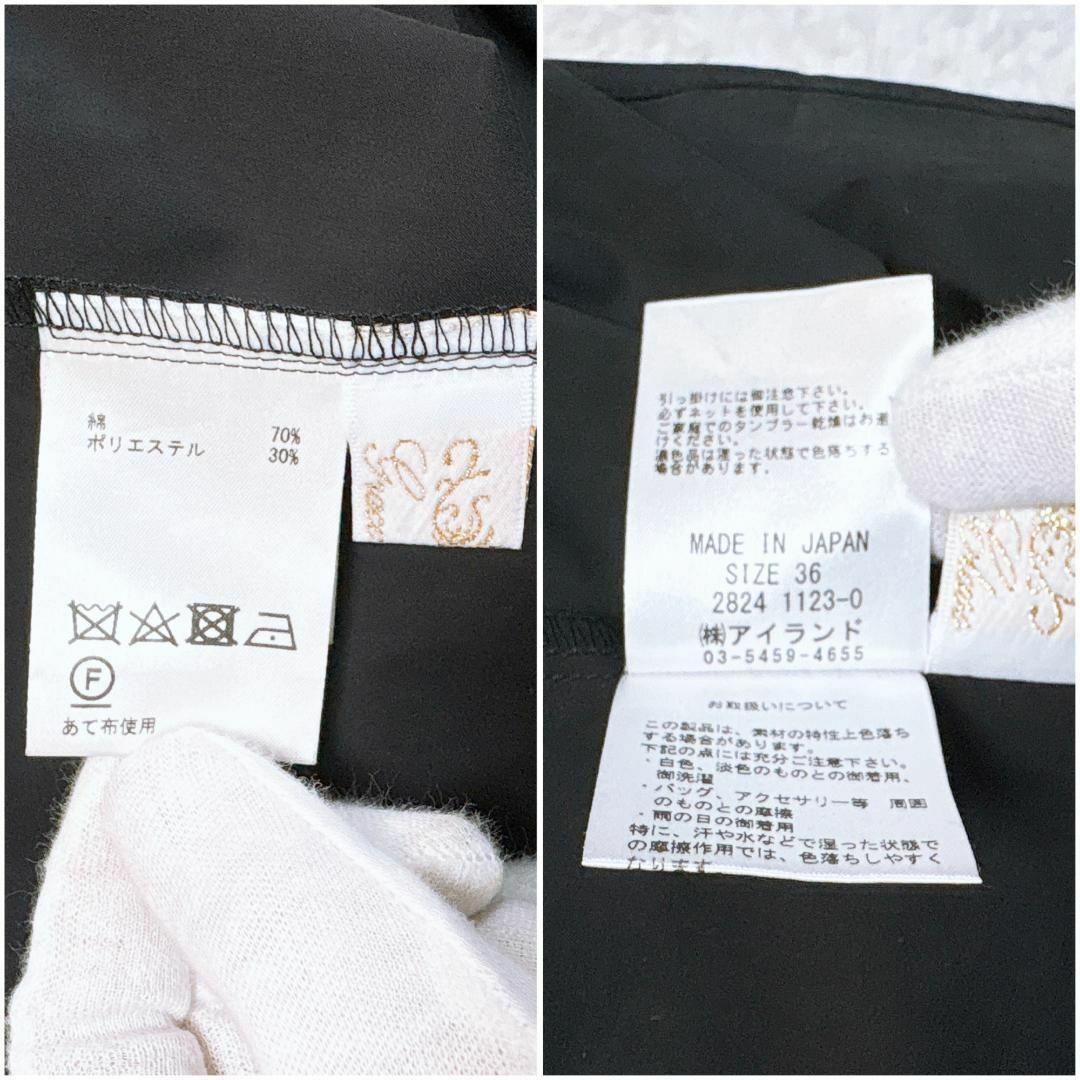 綿 70%
ポリエステル 30%
F
あて布使用
引っ掛けには御注意下さい。
必ずネットを使用して下さい。
ご家庭でのタンブラー乾燥はお避
けください。
濃色品は湿った状態で色落ちする
場合があります。
MADE IN JAPAN
SIZE 36
2824 1123-0
㈱アイランド
03-5459-4655
お取扱いについて
この製品は、素材の特性上色落ち
する場合があります。
下記の点には充分ご注意下さい。
・白色、淡色のものとの御着用、
御洗濯
・バッグ、アクセサリー等 周囲
のものとの摩擦
・雨の日の御着用
特に、汗や水などで湿った状態で
の摩擦作用では、色落ちしやすく
なります